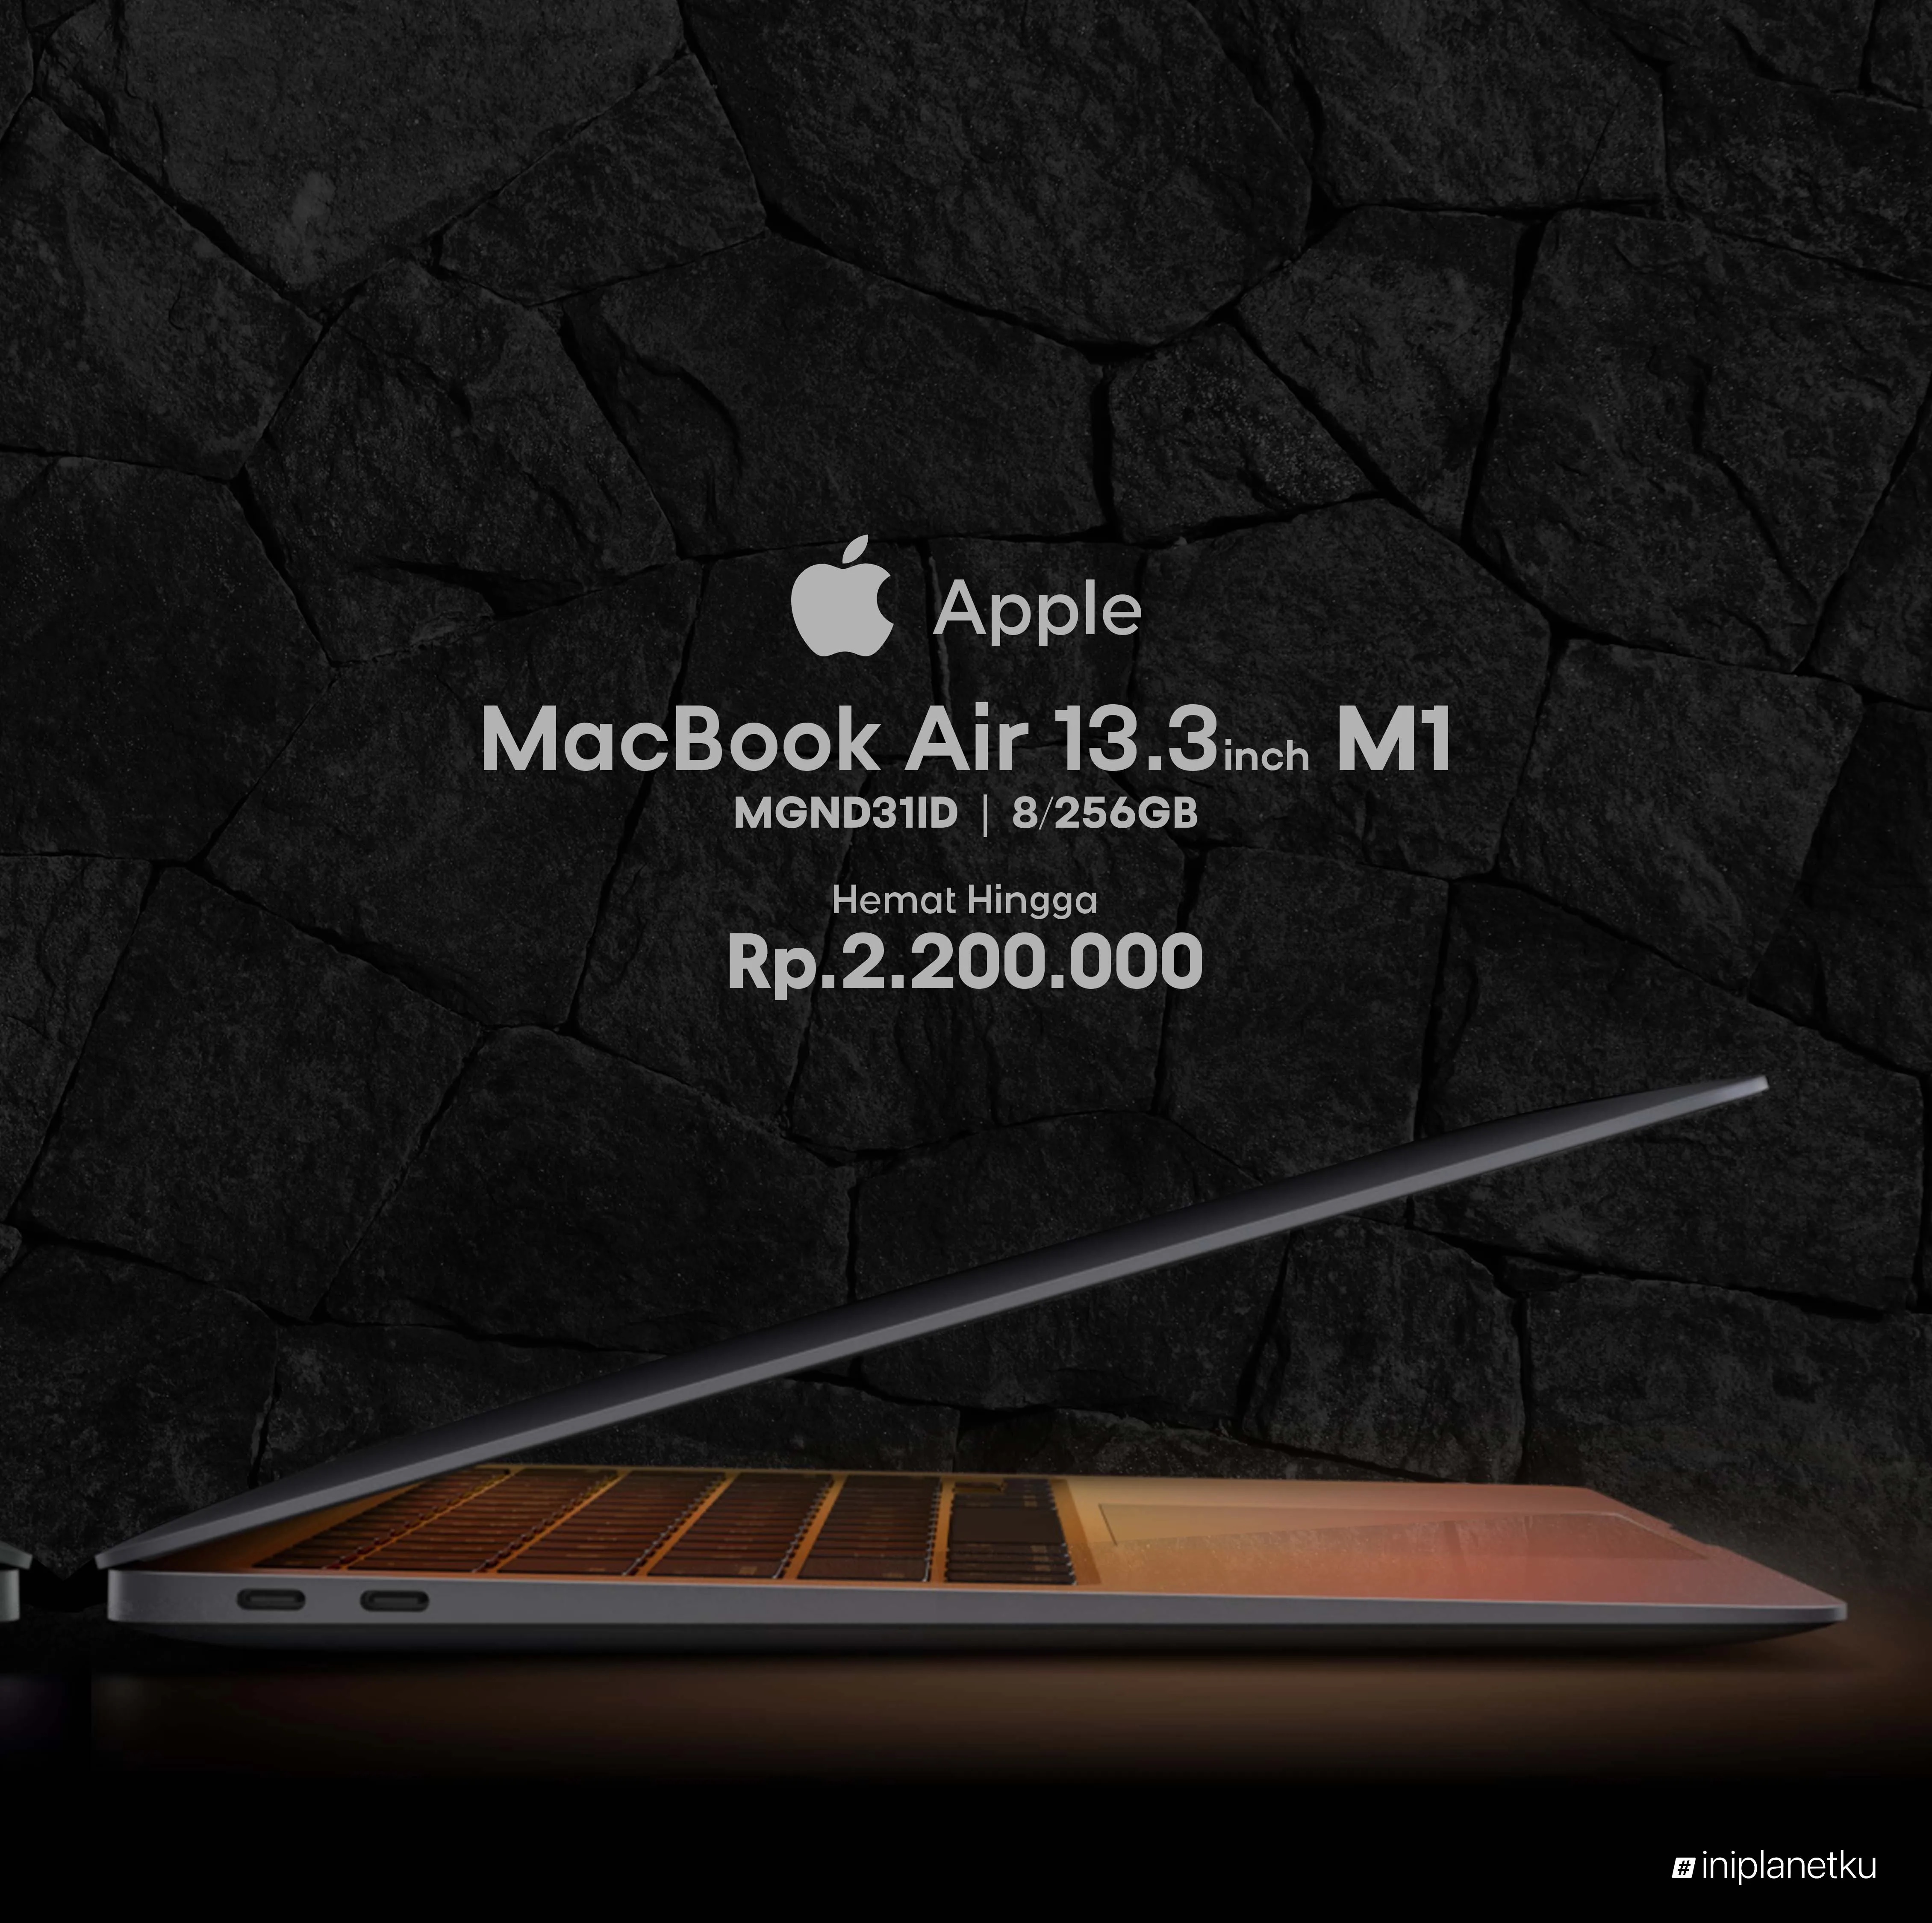 Apple
MacBook Air 13.3inch M1
MGND31ID | 8/256GB
Hemat Hingga
Rp.2.200.000
#iniplanetku